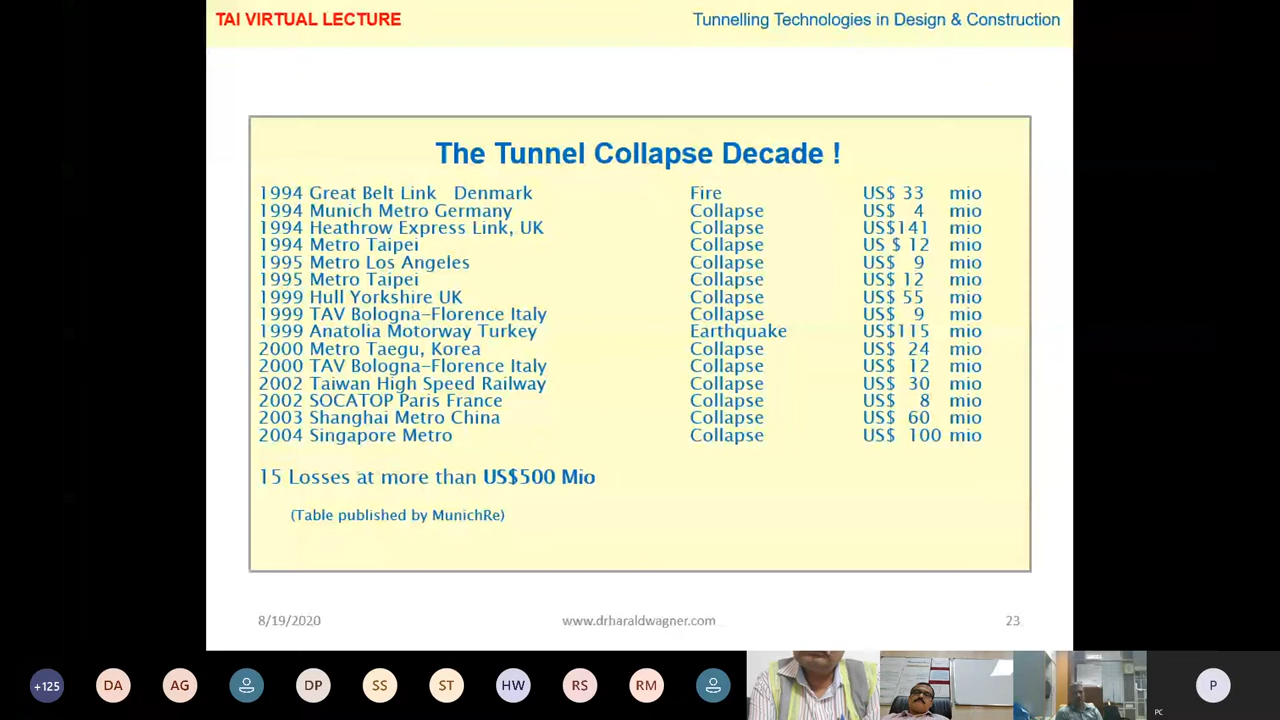 TAI VIRTUAL LECTURE
Tunnelling Technologies in Design & Construction
The Tunnel Collapse Decade !
1994 Great Belt Link Denmark Fire US$ 33 mio
1994 Munich Metro Germany Collapse US$ 4 mio
1994 Heathrow Express Link, UK Collapse US$141 mio
1994 Metro Taipei Collapse US $ 12 mio
1995 Metro Los Angeles Collapse US$ 9 mio
1995 Metro Taipei Collapse US$ 12 mio
1999 Hull Yorkshire UK Collapse US$ 55 mio
1999 TAV Bologna-Florence Italy Collapse US$ 9 mio
1999 Anatolia Motorway Turkey Earthquake US$115 mio
2000 Metro Taegu, Korea Collapse US$ 24 mio
2000 TAV Bologna-Florence Italy Collapse US$ 12 mio
2002 Taiwan High Speed Railway Collapse US$ 30 mio
2002 SOCATOP Paris France Collapse US$ 8 mio
2003 Shanghai Metro China Collapse US$ 60 mio
2004 Singapore Metro Collapse US$ 100 mio
15 Losses at more than US$500 Mio
(Table published by MunichRe)
8/19/2020 www.drharaldwagner.com 23
+125 DA AG DP SS ST HW RS RM P
PC